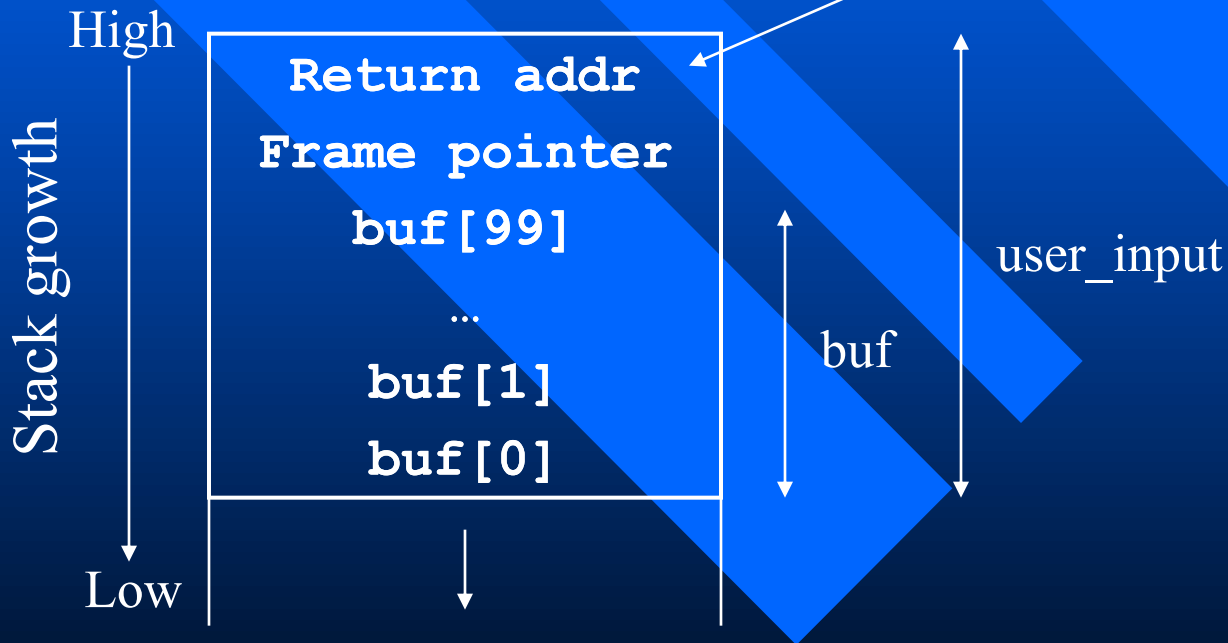 High
Return addr
Frame pointer
buf[99]
...
buf[1]
buf[0]
Stack growth
Low
buf
user_input